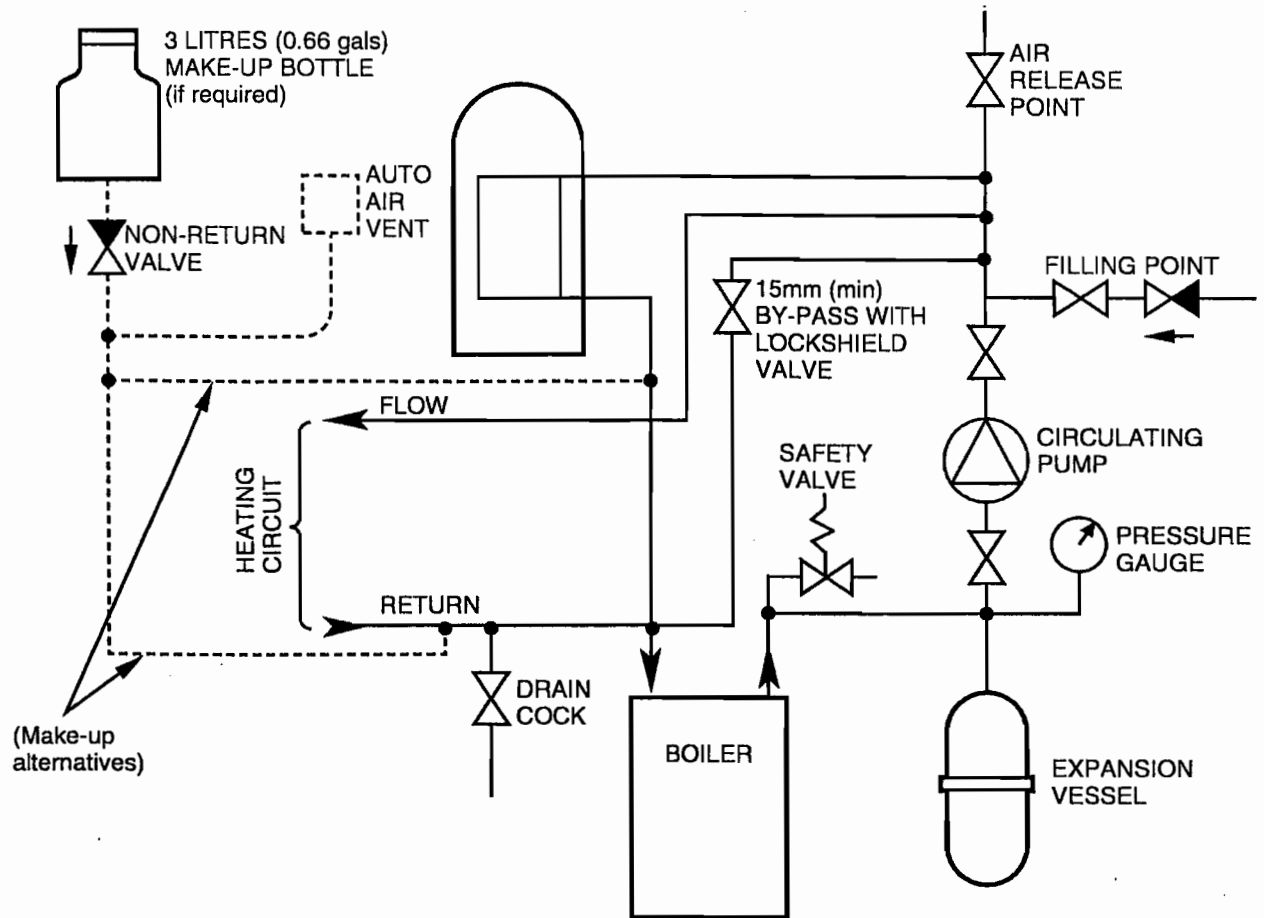 3 LITRES (0.66 gals)
MAKE-UP BOTTLE
(if required)
AIR
RELEASE
POINT
AUTO
AIR
VENT
NON-RETURN
VALVE
15mm (min)
BY-PASS WITH
LOCKSHIELD
VALVE
FILLING POINT
FLOW
CIRCULATING
PUMP
SAFETY
VALVE
HEATING
CIRCUIT
PRESSURE
GAUGE
RETURN
DRAIN
COCK
(Make-up
alternatives)
BOILER
EXPANSION
VESSEL